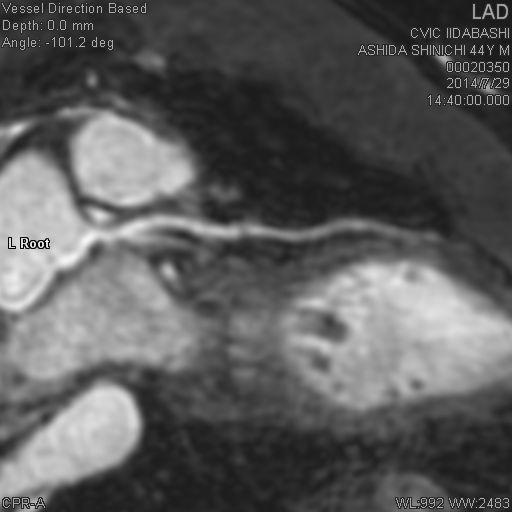 Vessel Direction Based
Depth: 0.0 mm
Angle: -101.2 deg
LAD
CVIC IIDABASHI
ASHIDA SHINICHI 44Y M
00020350
2014/7/29
14:40:00.000
L Root
CPR-A
WL:992 WW:2483